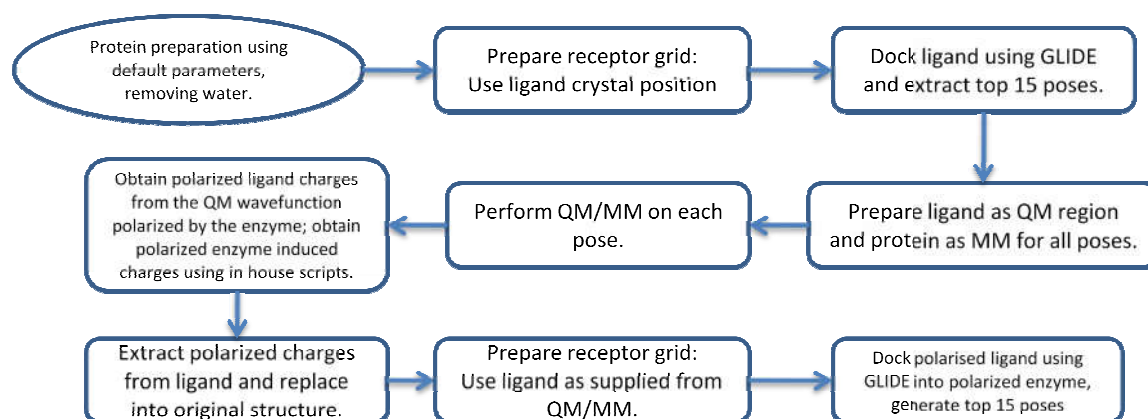 Protein preparation using
default parameters,
removing water.
Prepare receptor grid:
Use ligand crystal position
Dock ligand using GLIDE
and extract top 15 poses.
Prepare ligand as QM region
and protein as MM for all poses.
Perform QM/MM on each
pose.
Obtain polarized ligand charges
from the QM wavefunction
polarized by the enzyme; obtain
polarized enzyme induced
charges using in house scripts.
Extract polarized charges
from ligand and replace
into original structure.
Prepare receptor grid:
Use ligand as supplied from
QM/MM.
Dock polarised ligand using
GLIDE into polarized enzyme,
generate top 15 poses